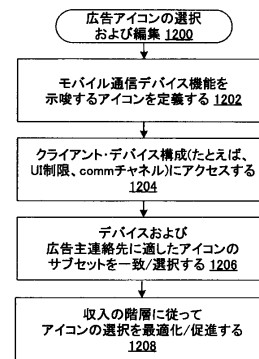 広告アイコンの選択
および編集 1200
モバイル通信デバイス機能を
示唆するアイコンを定義する 1202
クライアント・デバイス構成(たとえば、
UI制限、commチャネル)にアクセスする
1204
デバイスおよび
広告主連絡先に適したアイコンの
サブセットを一致/選択する 1206
収入の階層に従って
アイコンの選択を最適化/促進する
1208